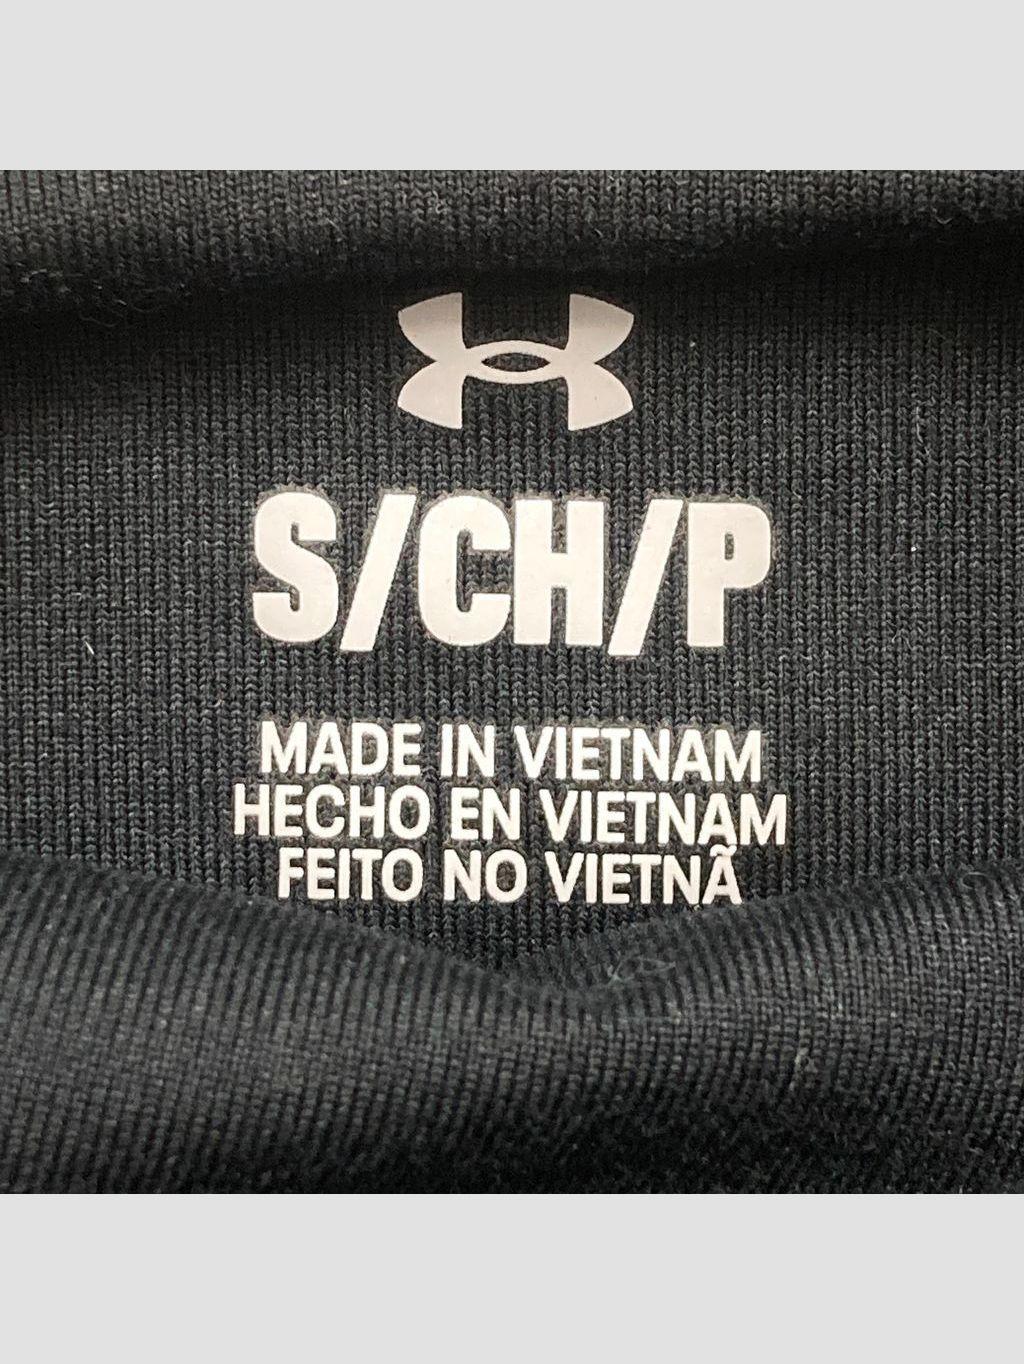 S/CH/P
MADE IN VIETNAM
HECHO EN VIETNAM
FEITO NO VIETNÃ